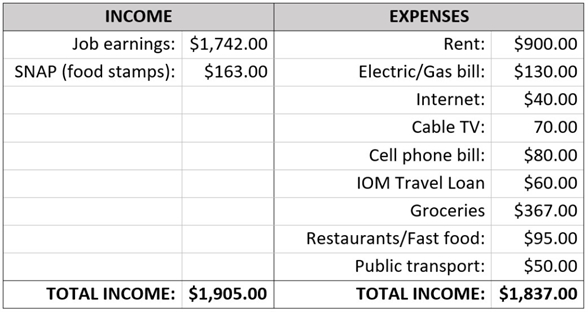 INCOME EXPENSES
Job earnings: $1,742.00 Rent: $900.00
SNAP (food stamps): $163.00 Electric/Gas bill: $130.00
Internet: $40.00
Cable TV: 70.00
Cell phone bill: $80.00
IOM Travel Loan $60.00
Groceries $367.00
Restaurants/Fast food: $95.00
Public transport: $50.00
TOTAL INCOME: $1,905.00 TOTAL INCOME: $1,837.00